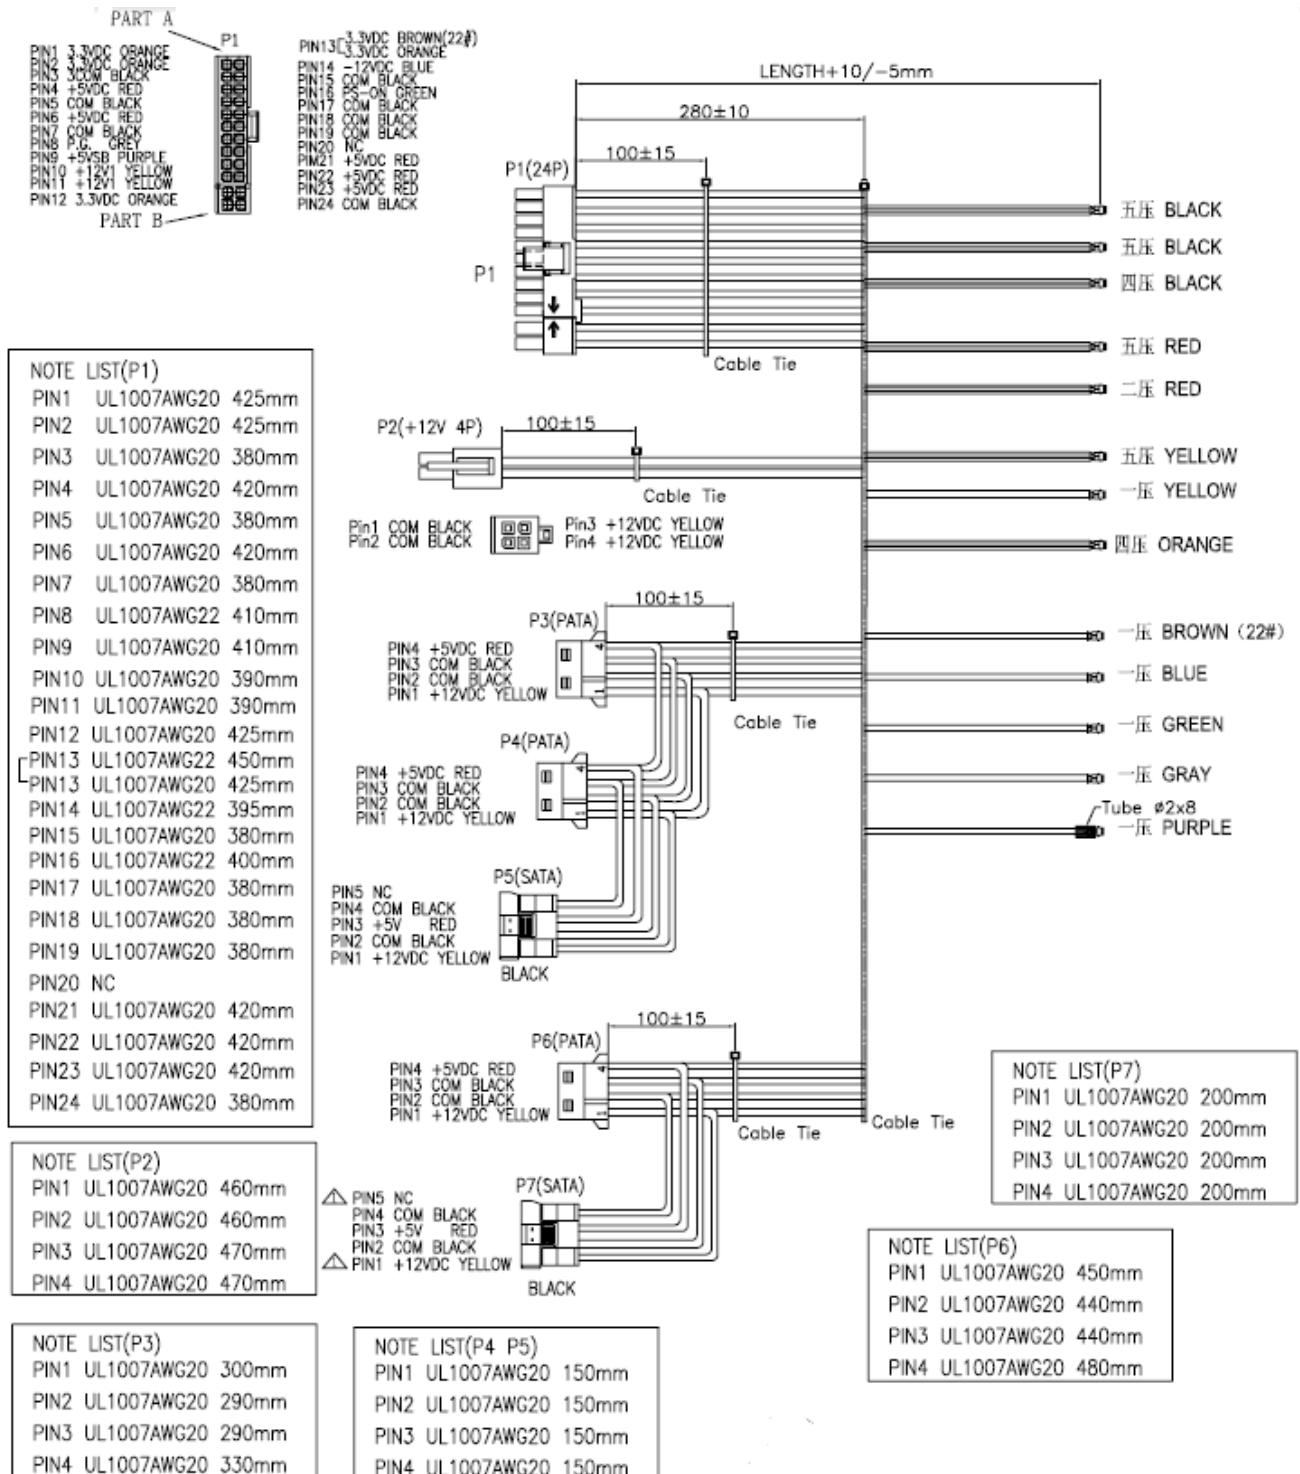 PART A
P1
PIN1 3.3VDC ORANGE
PIN2 3.3VDC ORANGE
PIN3 3COM BLACK
PIN4 +5VDC RED
PIN5 COM BLACK
PIN6 +5VDC RED
PIN7 COM BLACK
PIN8 P.G. GREY
PIN9 +5VSB PURPLE
PIN10 +12V1 YELLOW
PIN11 +12V1 YELLOW
PIN12 3.3VDC ORANGE
PART B
PIN13 3.3VDC BROWN(22#)
3.3VDC ORANGE
PIN14 -12VDC BLUE
PIN15 COM BLACK
PIN16 PS-ON GREEN
PIN17 COM BLACK
PIN18 COM BLACK
PIN19 COM BLACK
PIN20 NC
PIM21 +5VDC RED
PIN22 +5VDC RED
PIN23 +5VDC RED
PIN24 COM BLACK
LENGTH+10/-5mm
280±10
100±15
P1(24P)
P1
Cable Tie
五压 BLACK
五压 BLACK
四压 BLACK
五压 RED
二压 RED
五压 YELLOW
一压 YELLOW
四压 ORANGE
一压 BROWN (22#)
一压 BLUE
一压 GREEN
一压 GRAY
Tube ø2x8
一压 PURPLE
NOTE LIST(P1)
PIN1 UL1007AWG20 425mm
PIN2 UL1007AWG20 425mm
PIN3 UL1007AWG20 380mm
PIN4 UL1007AWG20 420mm
PIN5 UL1007AWG20 380mm
PIN6 UL1007AWG20 420mm
PIN7 UL1007AWG20 380mm
PIN8 UL1007AWG22 410mm
PIN9 UL1007AWG20 410mm
PIN10 UL1007AWG20 390mm
PIN11 UL1007AWG20 390mm
PIN12 UL1007AWG20 425mm
PIN13 UL1007AWG22 450mm
PIN13 UL1007AWG20 425mm
PIN14 UL1007AWG22 395mm
PIN15 UL1007AWG20 380mm
PIN16 UL1007AWG22 400mm
PIN17 UL1007AWG20 380mm
PIN18 UL1007AWG20 380mm
PIN19 UL1007AWG20 380mm
PIN20 NC
PIN21 UL1007AWG20 420mm
PIN22 UL1007AWG20 420mm
PIN23 UL1007AWG20 420mm
PIN24 UL1007AWG20 380mm
P2(+12V 4P)
100±15
Cable Tie
Pin1 COM BLACK
Pin2 COM BLACK
Pin3 +12VDC YELLOW
Pin4 +12VDC YELLOW
P3(PATA)
100±15
4
1
PIN4 +5VDC RED
PIN3 COM BLACK
PIN2 COM BLACK
PIN1 +12VDC YELLOW
Cable Tie
P4(PATA)
4
1
PIN4 +5VDC RED
PIN3 COM BLACK
PIN2 COM BLACK
PIN1 +12VDC YELLOW
P5(SATA)
PIN5 NC
PIN4 COM BLACK
PIN3 +5V RED
PIN2 COM BLACK
PIN1 +12VDC YELLOW
BLACK
P6(PATA)
100±15
4
1
PIN4 +5VDC RED
PIN3 COM BLACK
PIN2 COM BLACK
PIN1 +12VDC YELLOW
Cable Tie
Cable Tie
P7(SATA)
PIN5 NC
PIN4 COM BLACK
PIN3 +5V RED
PIN2 COM BLACK
PIN1 +12VDC YELLOW
BLACK
NOTE LIST(P7)
PIN1 UL1007AWG20 200mm
PIN2 UL1007AWG20 200mm
PIN3 UL1007AWG20 200mm
PIN4 UL1007AWG20 200mm
NOTE LIST(P2)
PIN1 UL1007AWG20 460mm
PIN2 UL1007AWG20 460mm
PIN3 UL1007AWG20 470mm
PIN4 UL1007AWG20 470mm
NOTE LIST(P6)
PIN1 UL1007AWG20 450mm
PIN2 UL1007AWG20 440mm
PIN3 UL1007AWG20 440mm
PIN4 UL1007AWG20 480mm
NOTE LIST(P3)
PIN1 UL1007AWG20 300mm
PIN2 UL1007AWG20 290mm
PIN3 UL1007AWG20 290mm
PIN4 UL1007AWG20 330mm
NOTE LIST(P4 P5)
PIN1 UL1007AWG20 150mm
PIN2 UL1007AWG20 150mm
PIN3 UL1007AWG20 150mm
PIN4 UL1007AWG20 150mm